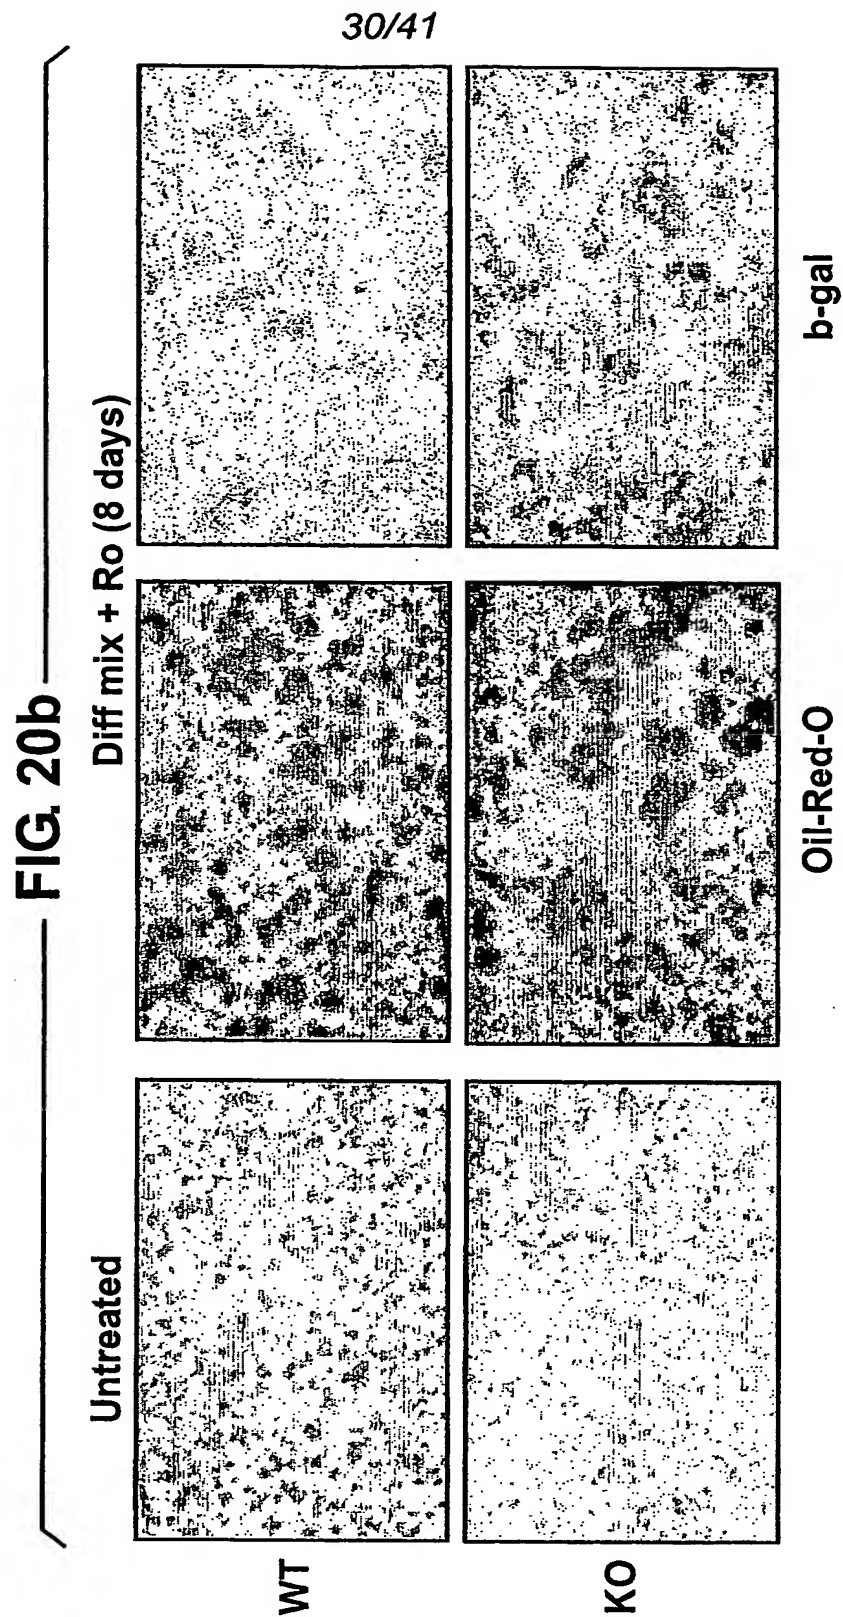 30/41
FIG. 20b
Untreated
Diff mix + Ro (8 days)
WT
KO
Oil-Red-O
b-gal